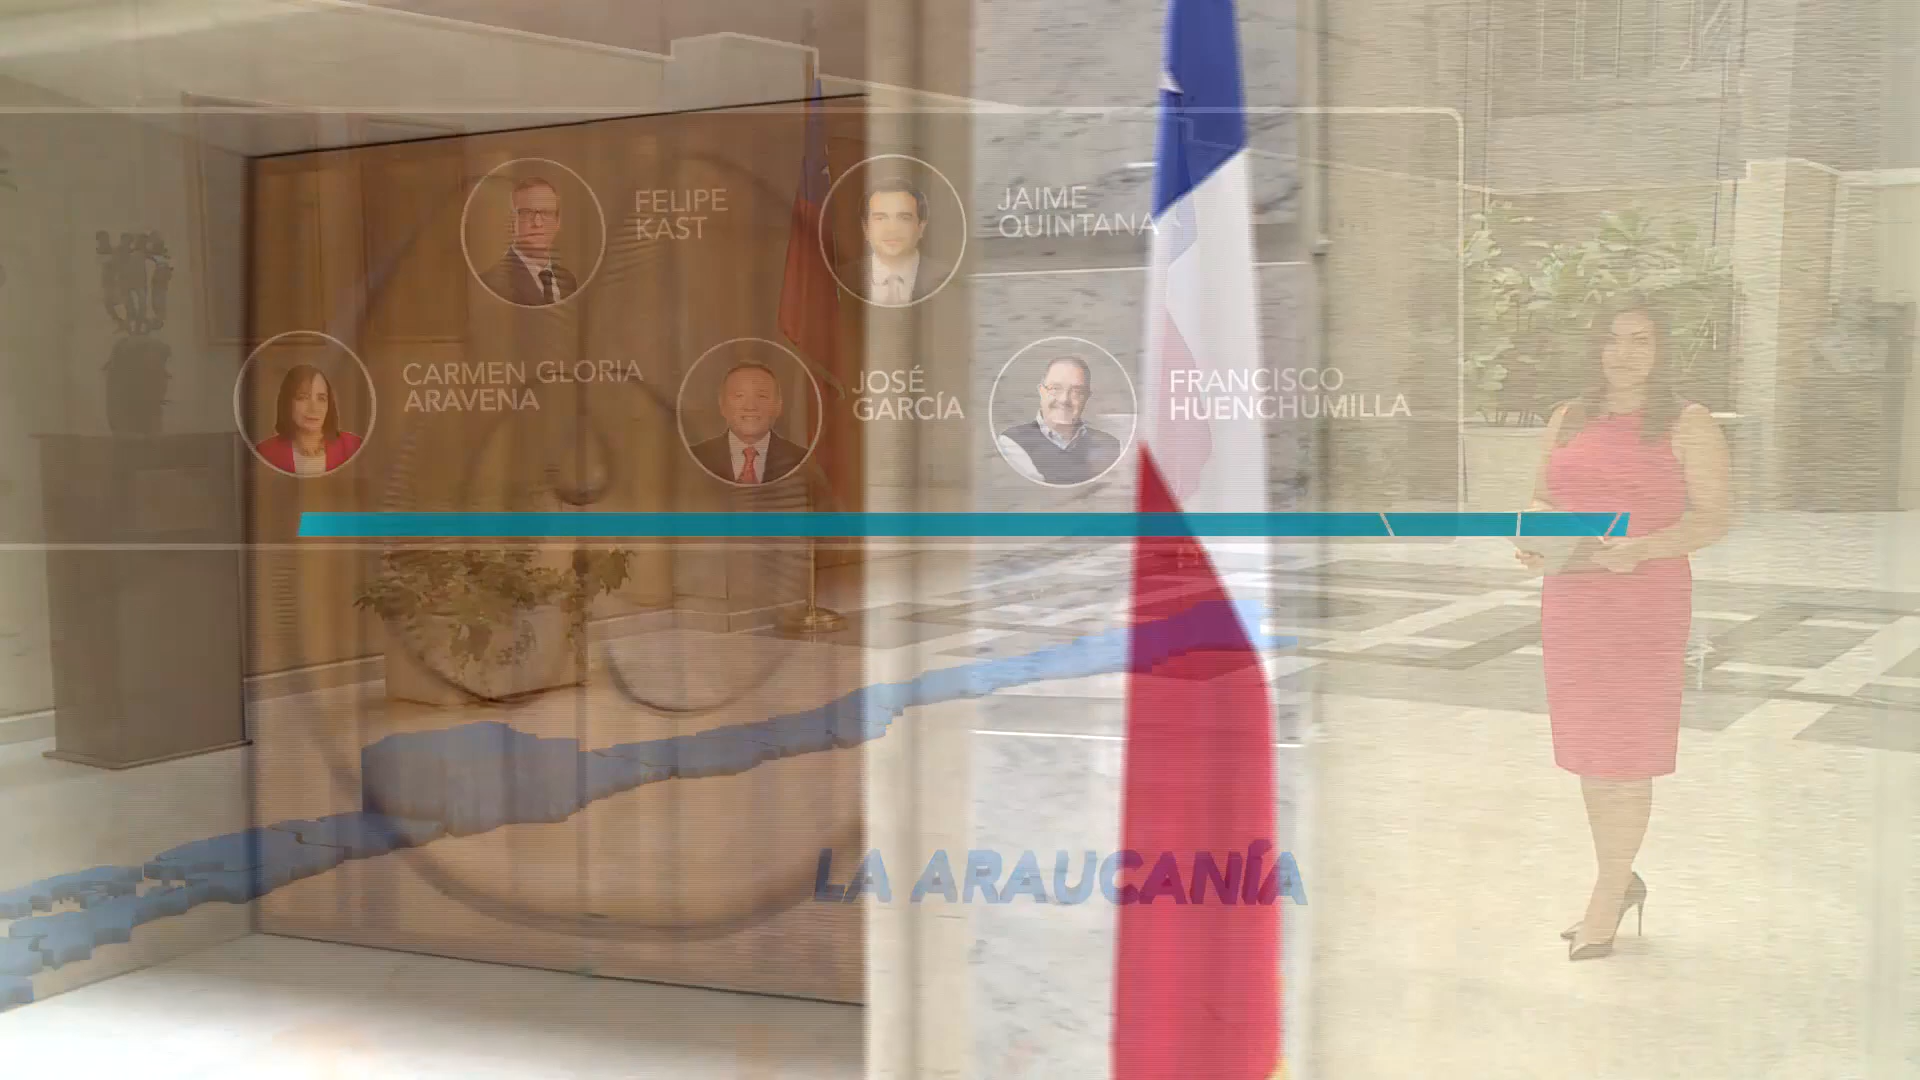 FELIPE
KAST
JAIME
QUINTANA
CARMEN GLORIA
ARAVENA
JOSÉ
GARCÍA
FRANCISCO
HUENCHUMILLA
LA ARAUCANÍA